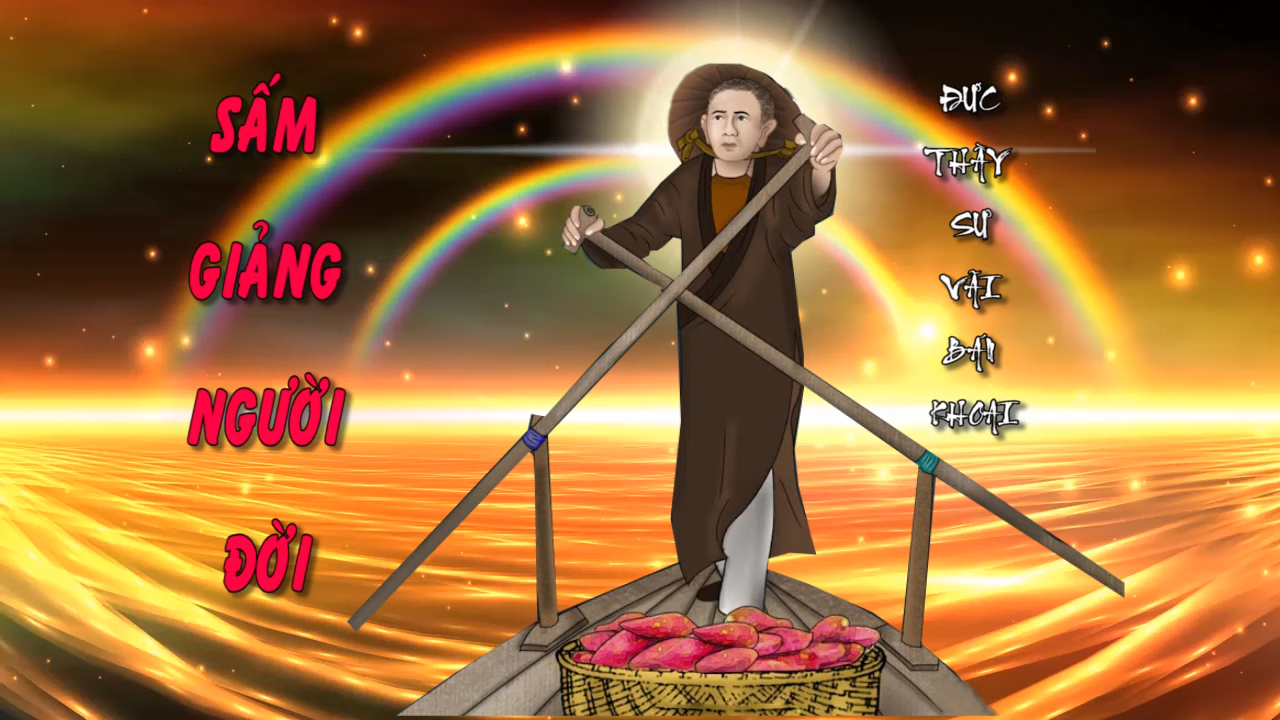 SẤM
GIẢNG
NGƯỜI
ĐỜI
ĐỨC
THẦY
SƯ
VÃI
BÁN
KHOAI